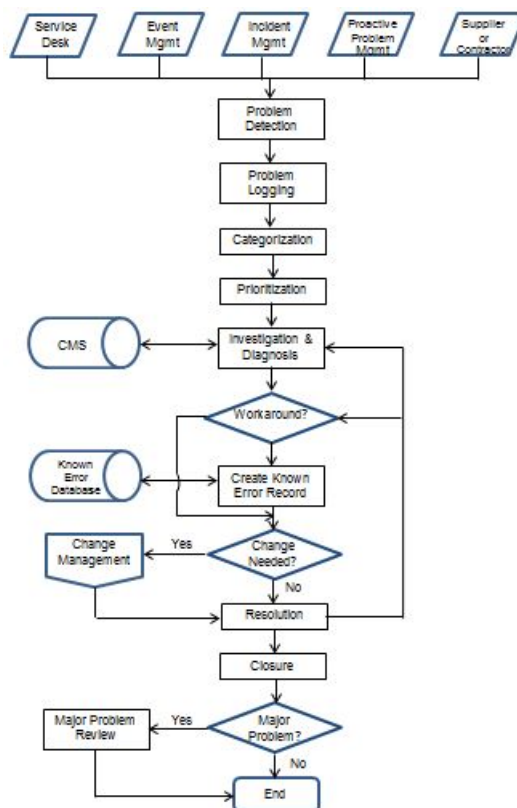 Service
Desk
Event
Mgmt
Incident
Mgmt
Proactive
Problem
Mgmt
Supplier
or
Contractor
Problem
Detection
Problem
Logging
Categorization
Prioritization
CMS
Investigation &
Diagnosis
Workaround?
Known
Error
Database
Create Known
Error Record
Change
Management
Yes
Change
Needed?
No
Resolution
Closure
Major Problem
Review
Yes
Major
Problem?
No
End